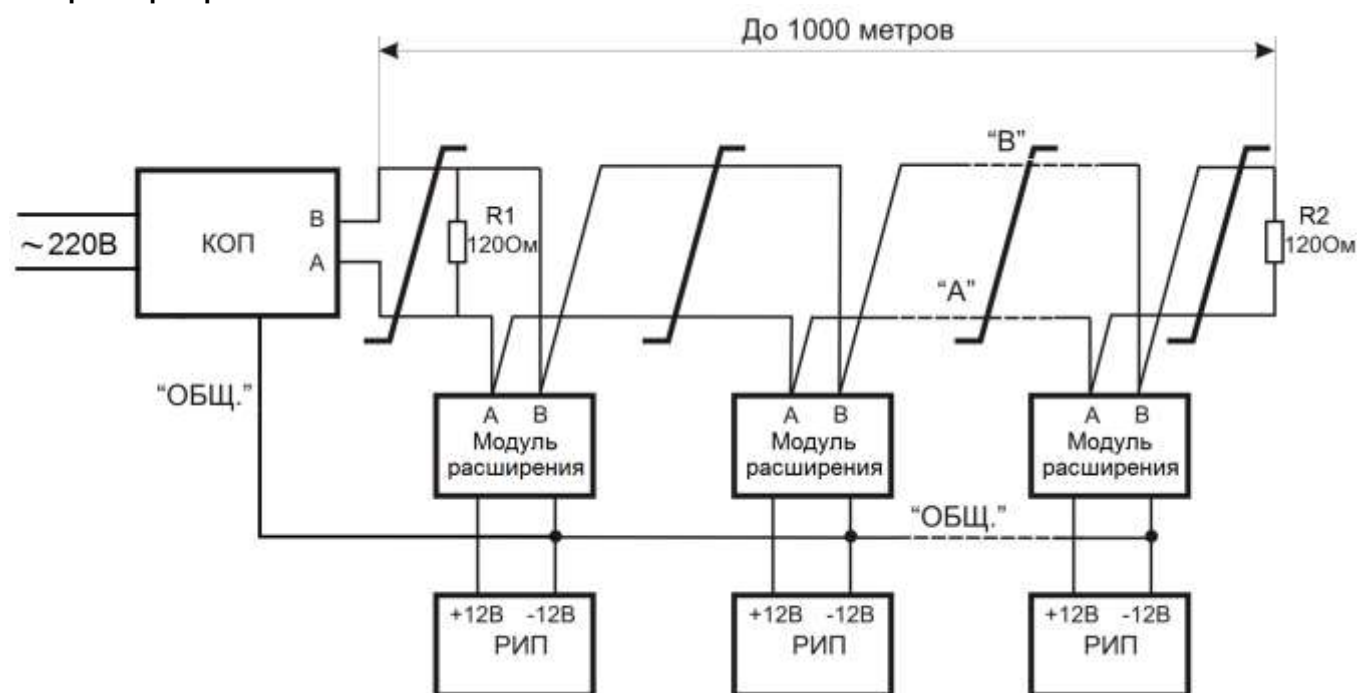 До 1000 метров
"В"
В
R1
R2
~220В
КОП
120Ом
120Ом
А
"А"
"ОБЩ."
А В
А В
А В
Модуль
расширения
Модуль
расширения
Модуль
расширения
"ОБЩ."
+12В -12В
РИП
+12В -12В
РИП
+12В -12В
РИП